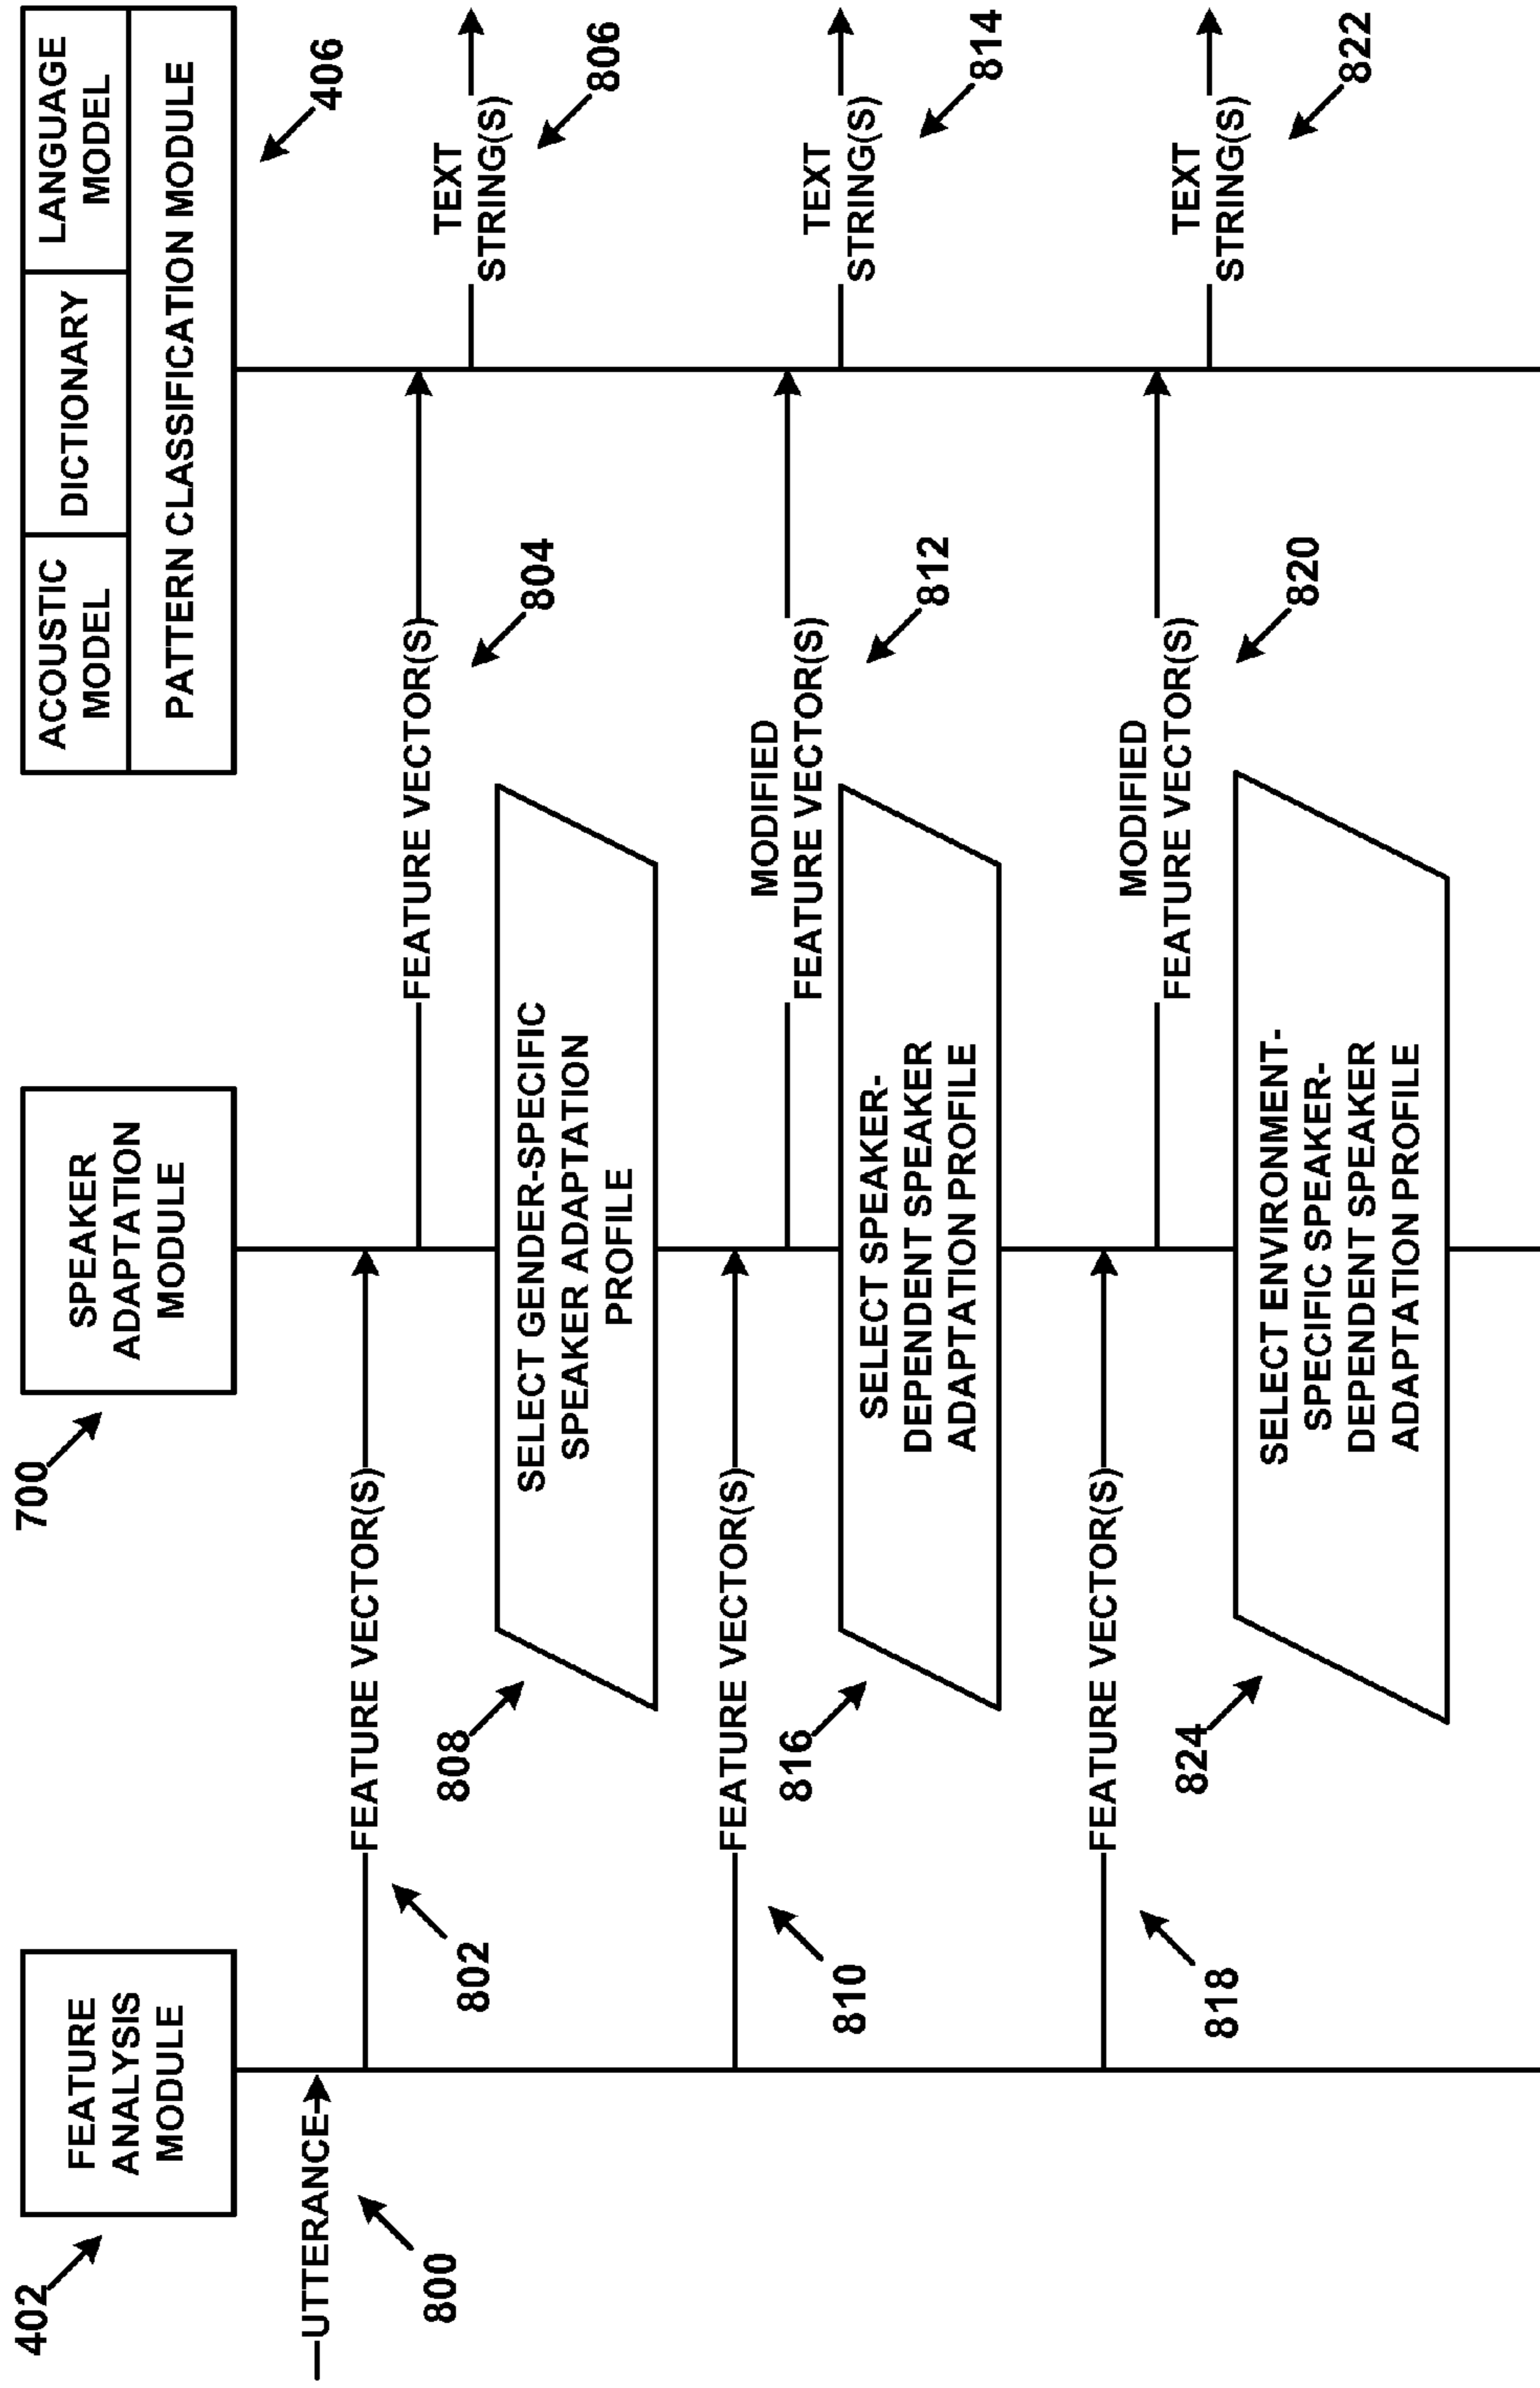 402
FEATURE
ANALYSIS
MODULE
700
SPEAKER
ADAPTATION
MODULE
ACOUSTIC
MODEL
DICTIONARY
LANGUAGE
MODEL
PATTERN CLASSIFICATION MODULE
406
UTTERANCE
800
FEATURE VECTOR(S)
802
FEATURE VECTOR(S)
804
TEXT
STRING(S)
806
808
SELECT GENDER-SPECIFIC
SPEAKER ADAPTATION
PROFILE
FEATURE VECTOR(S)
810
MODIFIED
FEATURE VECTOR(S)
812
TEXT
STRING(S)
814
816
SELECT SPEAKER-
DEPENDENT SPEAKER
ADAPTATION PROFILE
FEATURE VECTOR(S)
818
MODIFIED
FEATURE VECTOR(S)
820
TEXT
STRING(S)
822
824
SELECT ENVIRONMENT-
SPECIFIC SPEAKER-
DEPENDENT SPEAKER
ADAPTATION PROFILE